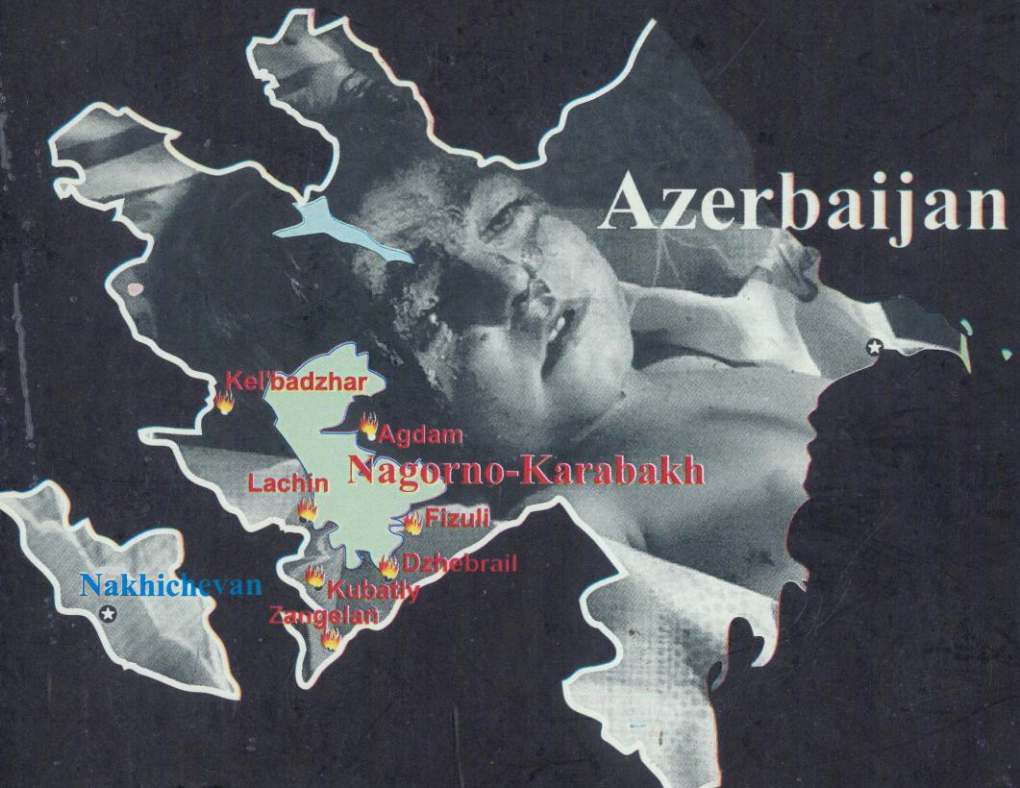 Azerbaijan
Kel'badzhar
Agdam
Nagorno-Karabakh
Lachin
Fizuli
Dzhebrail
Nakhichevan
Kubatly
Zangelan